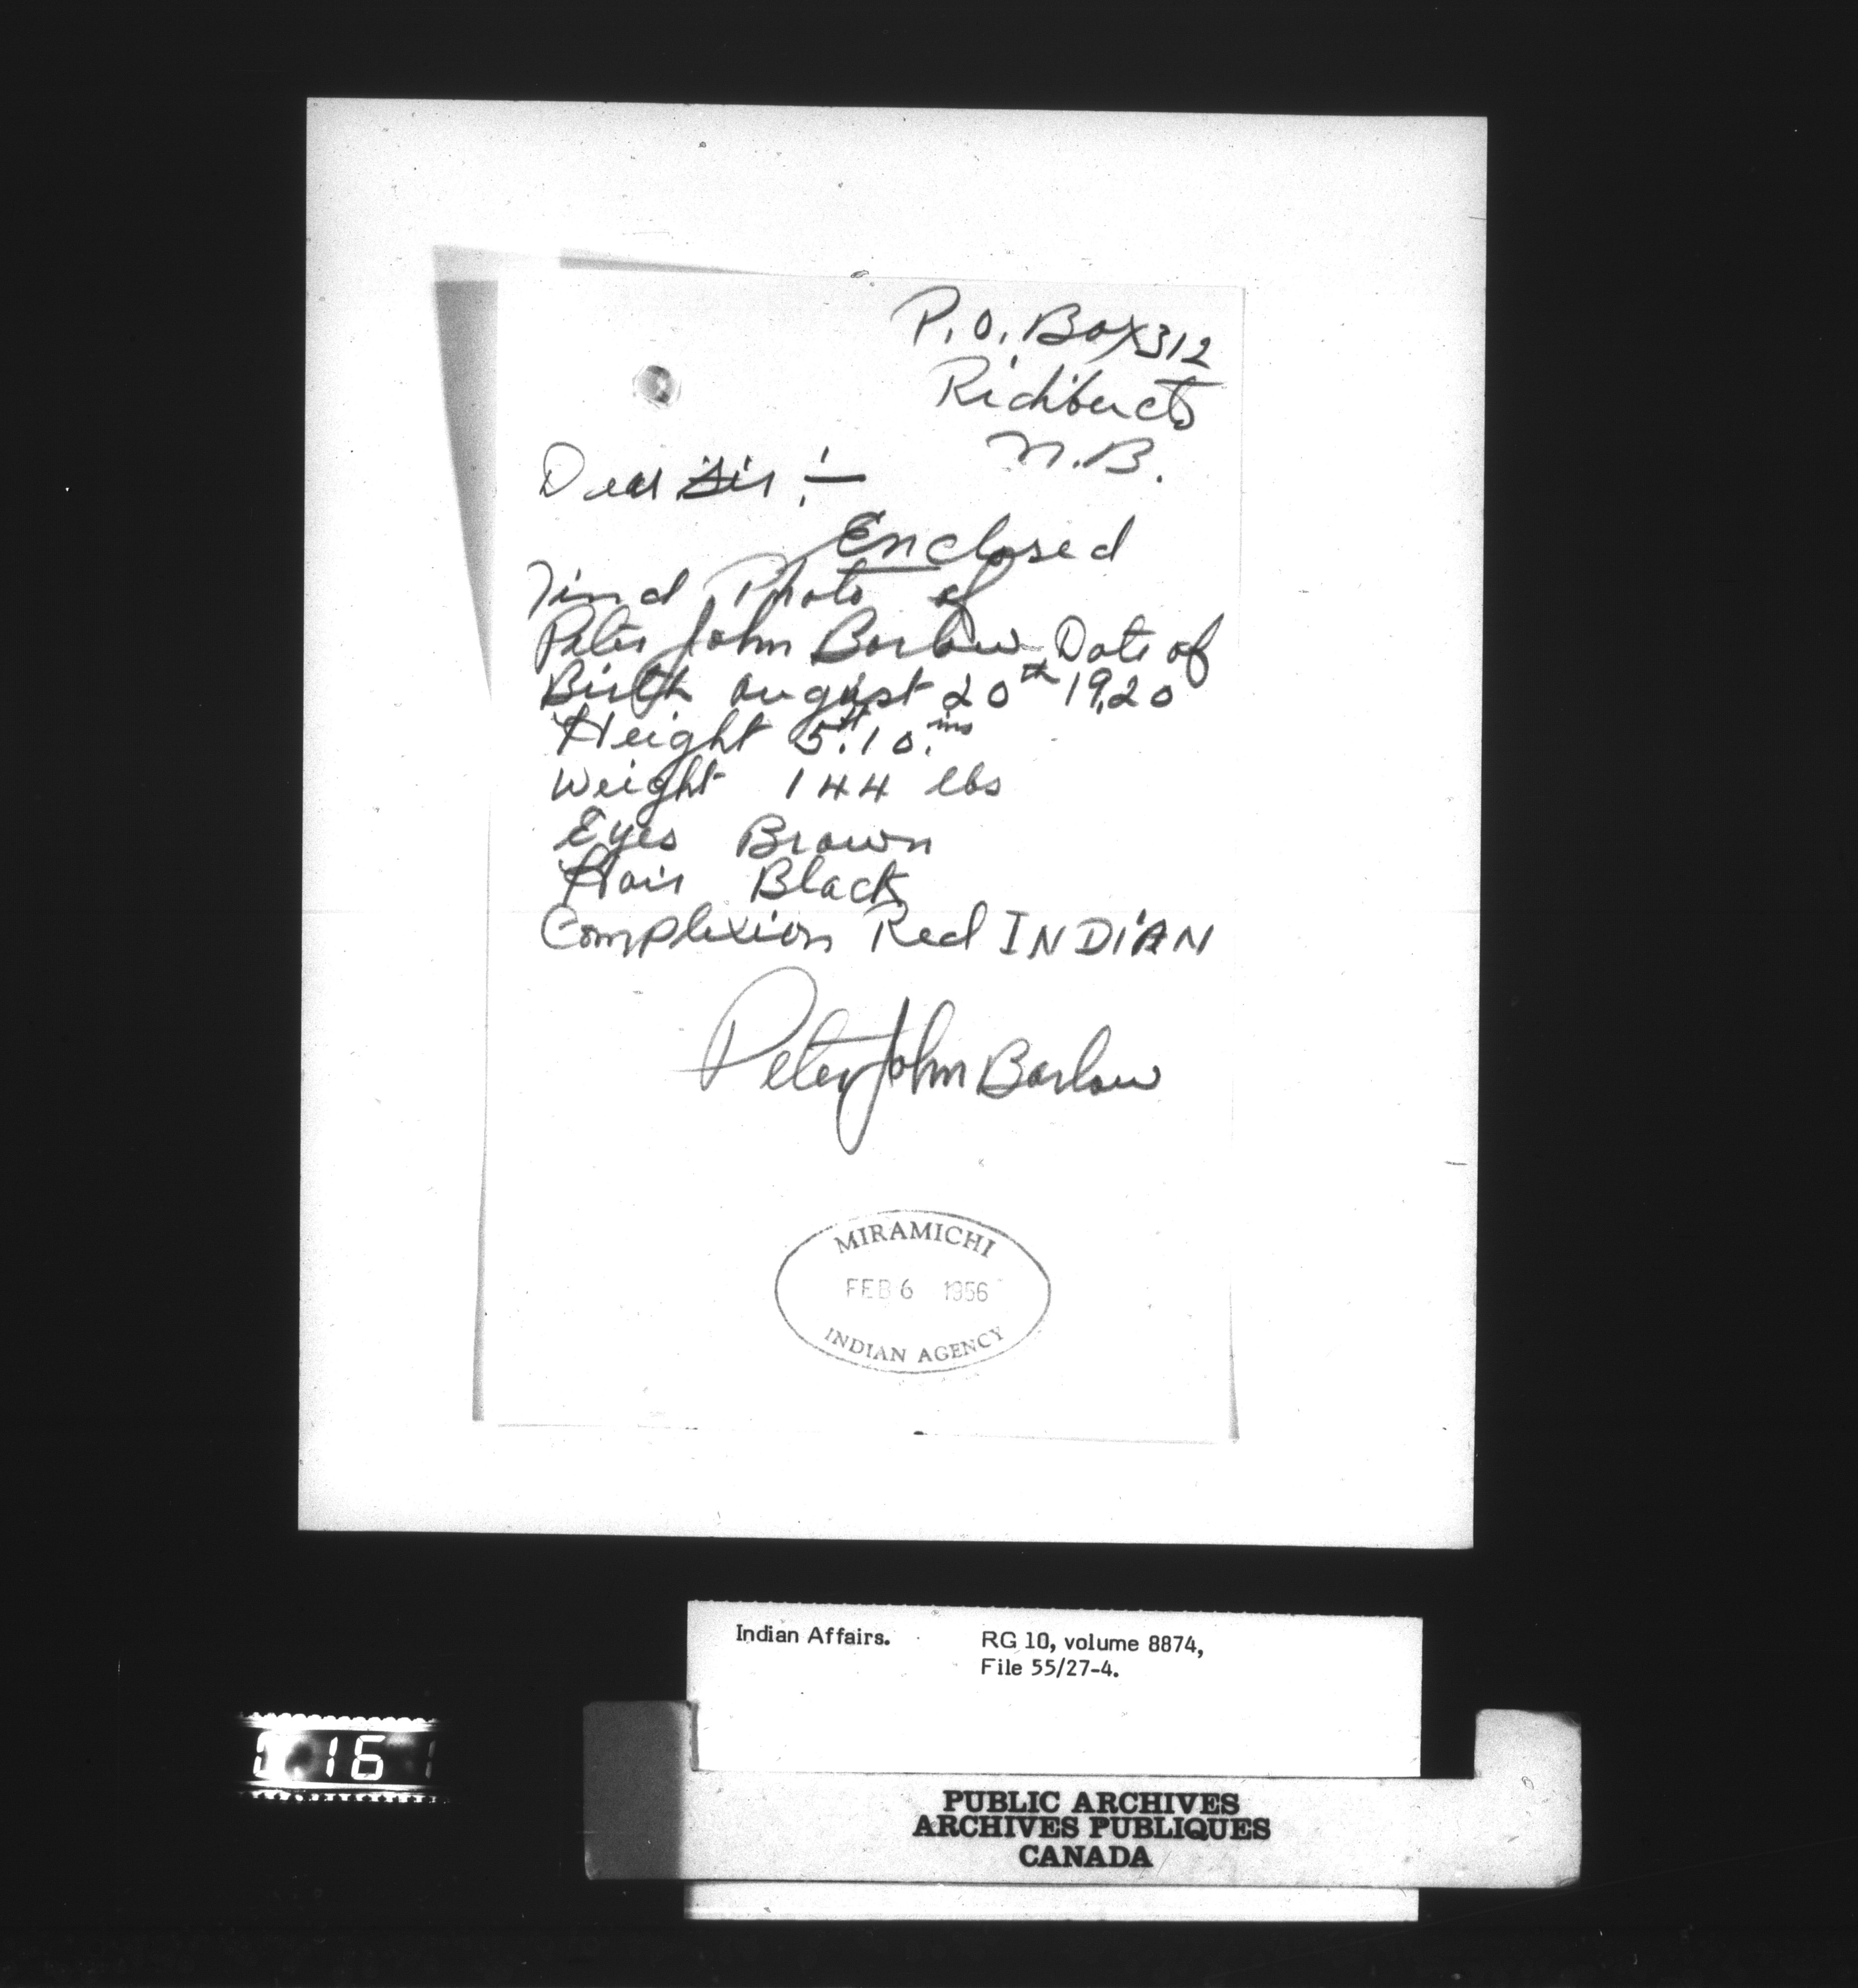 P.O. Box 312
Richibucto
N.B.
Dear Sir :-
Enclosed
find Photo of
Peter John Barlow Date of
Birth august 20th 1920
Height 5ft. 10.ins
Weight 144 lbs
Eyes Brown
Hair Black
Complexion Red INDiAN
Peter John Barlow
MIRAMICHI
FEB 6 1956
INDIAN AGENCY
Indian Affairs. RG 10, volume 8874,
File 55/27-4.
16
PUBLIC ARCHIVES
ARCHIVES PUBLIQUES
CANADA